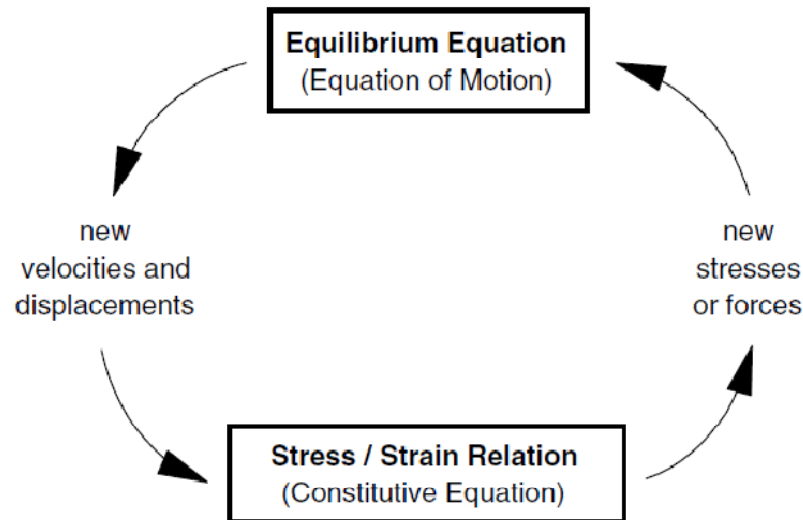 Equilibrium Equation
(Equation of Motion)
new
velocities and
displacements
new
stresses
or forces
Stress / Strain Relation
(Constitutive Equation)